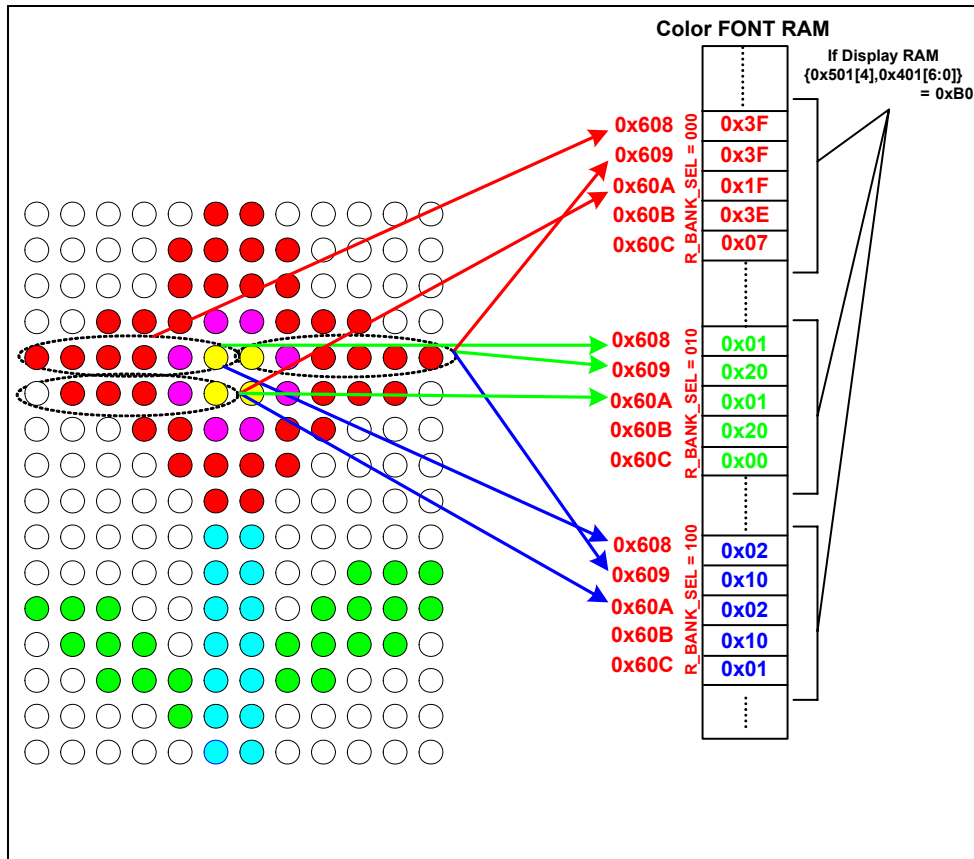 Color FONT RAM
If Display RAM
{0x501[4],0x401[6:0]}
= 0xB0
R_BANK_SEL = 000
0x608 0x3F
0x609 0x3F
0x60A 0x1F
0x60B 0x3E
0x60C 0x07
R_BANK_SEL = 010
0x608 0x01
0x609 0x20
0x60A 0x01
0x60B 0x20
0x60C 0x00
R_BANK_SEL = 100
0x608 0x02
0x609 0x10
0x60A 0x02
0x60B 0x10
0x60C 0x01